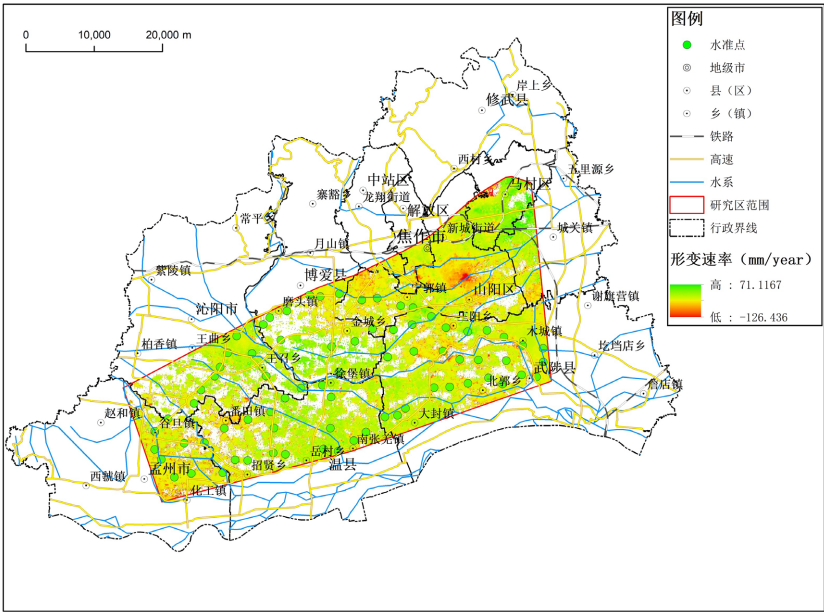 0 10,000 20,000 m
图例
水准点
地级市
县（区）
乡（镇）
铁路
高速
水系
研究区范围
行政界线
形变速率（mm/year）
高 : 71.1167
低 : -126.436
岸上乡
修武县
西村乡
五里源乡
马村区
中站区
寨豁乡
龙翔街道
解放区
常平乡
新城街道
城关镇
焦作市
月山镇
紫陵镇
博爱县
宁郭镇
山阳区
谢旗营镇
磨头镇
沁阳市
金城乡
兰阳乡
木城镇
王曲乡
柏香镇
圪垱店乡
王召乡
徐堡镇
武陟县
北郭乡
詹店镇
赵和镇
番田镇
大封镇
谷旦镇
南张羌镇
岳村乡
温县
招贤乡
孟州市
西虢镇
化工镇